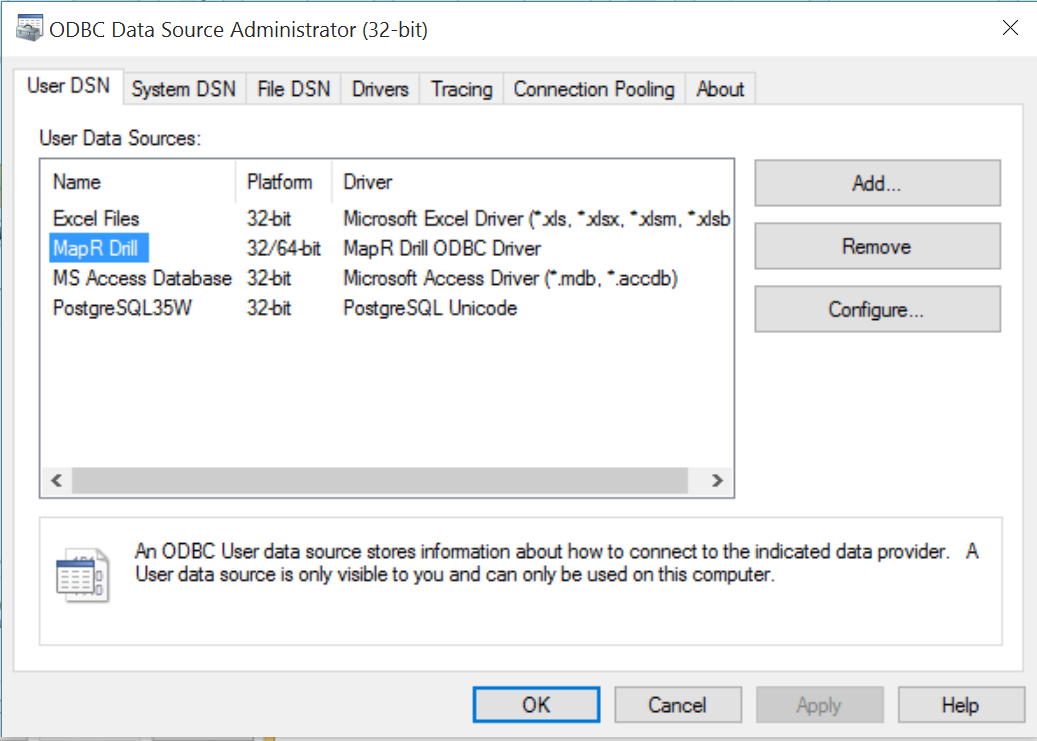 ODBC Data Source Administrator (32-bit)
User DSN System DSN File DSN Drivers Tracing Connection Pooling About
User Data Sources:
Name Platform Driver
Excel Files 32-bit Microsoft Excel Driver (*.xls, *.xlsx, *.xlsm, *.xlsb
MapR Drill 32/64-bit MapR Drill ODBC Driver
MS Access Database 32-bit Microsoft Access Driver (*.mdb, *.accdb)
PostgreSQL35W 32-bit PostgreSQL Unicode
Add...
Remove
Configure...
An ODBC User data source stores information about how to connect to the indicated data provider. A
User data source is only visible to you and can only be used on this computer.
OK Cancel Apply Help